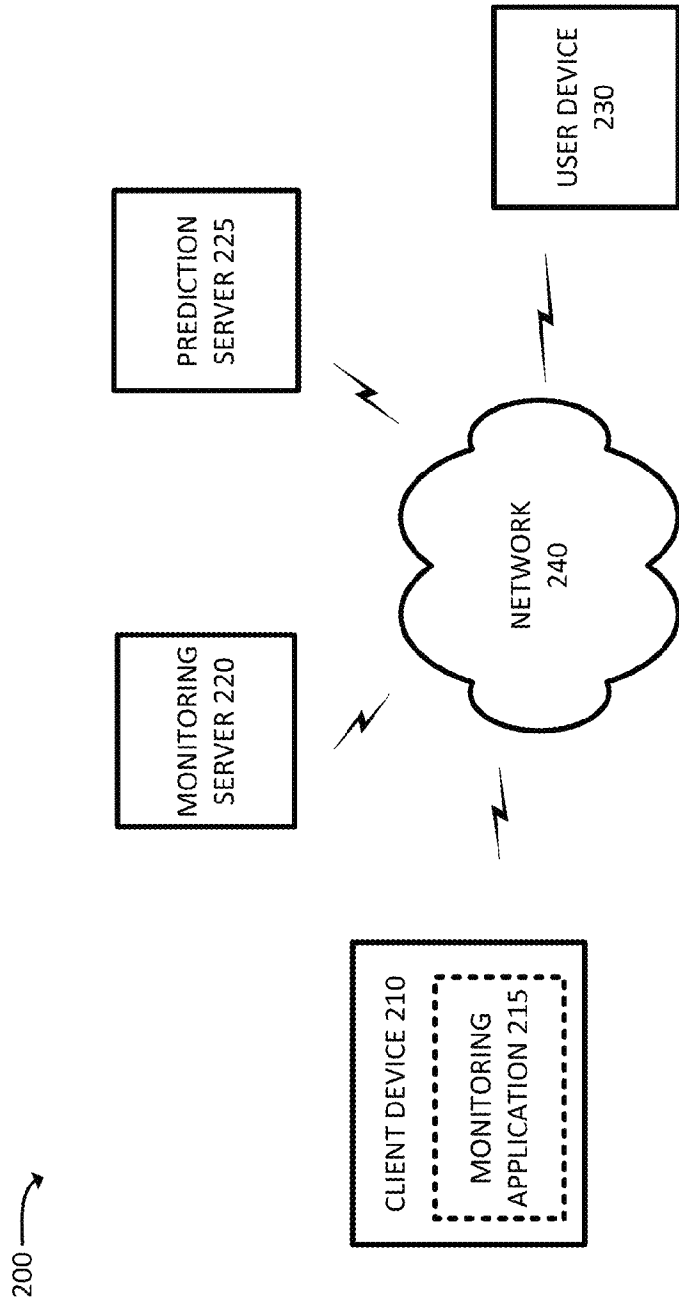 200
CLIENT DEVICE 210
MONITORING
APPLICATION 215
MONITORING
SERVER 220
PREDICTION
SERVER 225
NETWORK
240
USER DEVICE
230